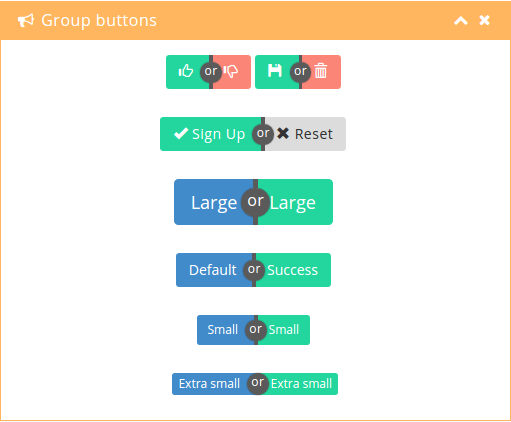 Group buttons
or or
Sign Up or Reset
Large or Large
Default or Success
Small or Small
Extra small or Extra small